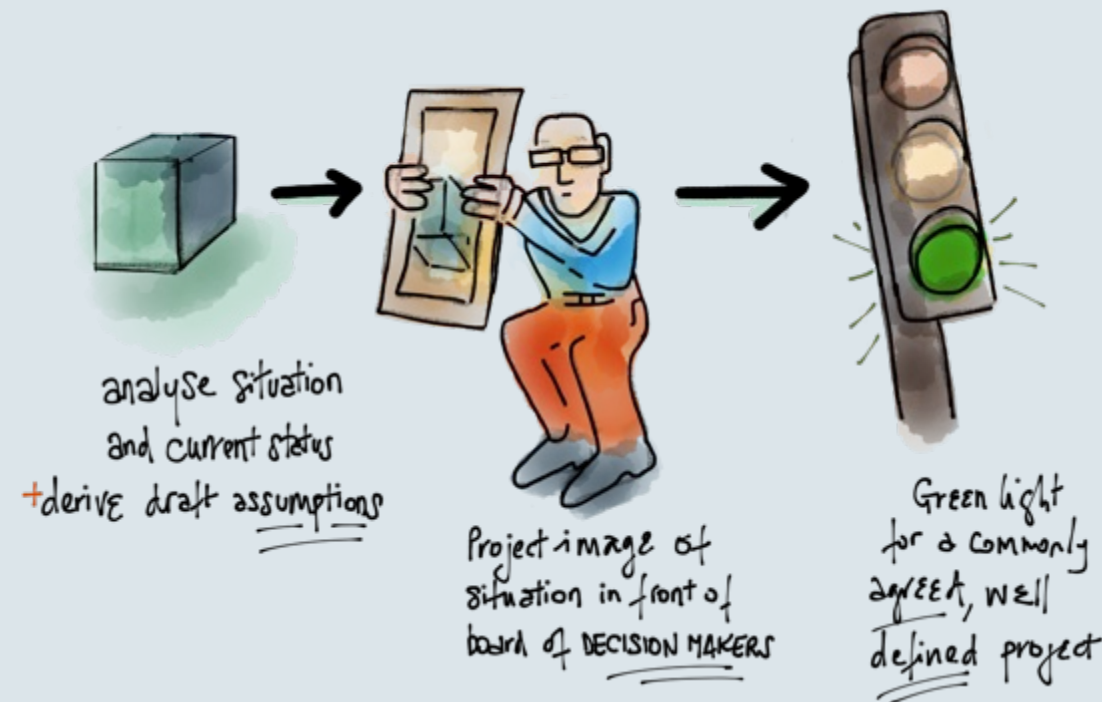 analyse situation
and current status
+derive draft assumptions
Project image of
situation in front of
board of DECISION MAKERS
Green light
for a commonly
agreed, well
defined project